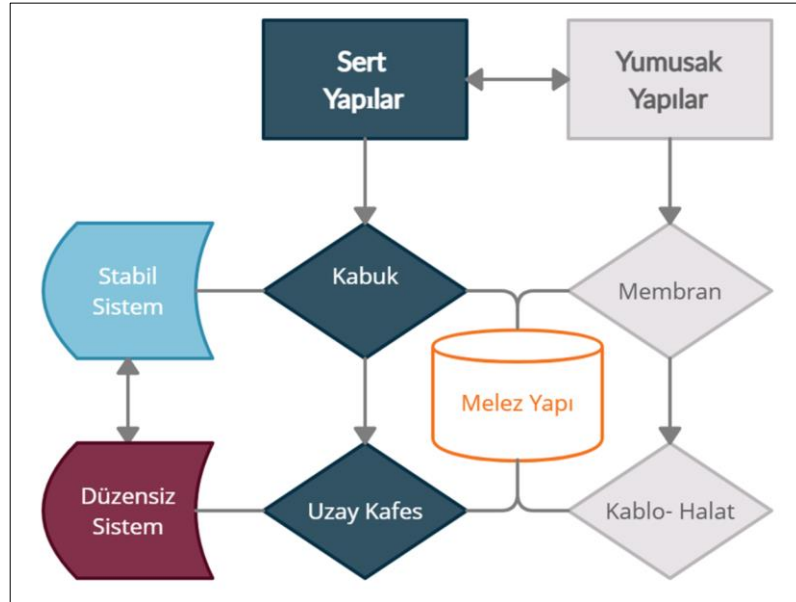 Sert
Yapılar
Yumusak
Yapılar
Stabil
Sistem
Kabuk
Membran
Melez Yapı
Düzensiz
Sistem
Uzay Kafes
Kablo- Halat